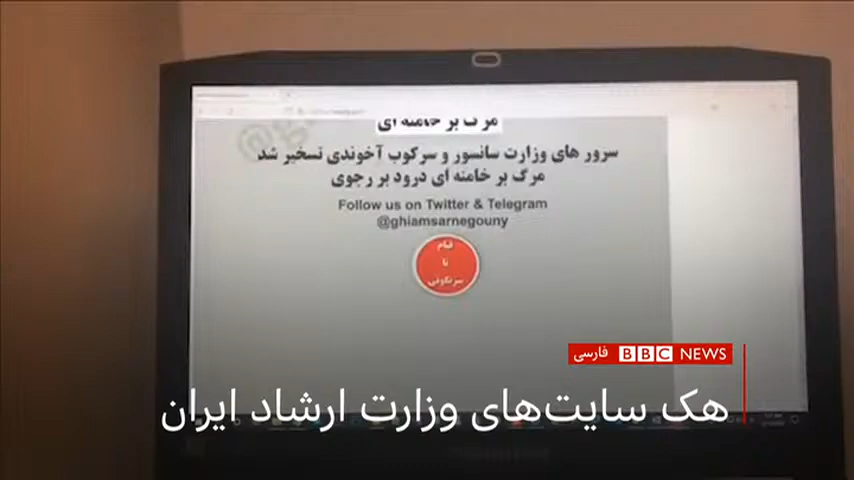 مرگ بر خامنه ای
سرور های وزارت سانسور و سرکوب آخوندی تسخیر شد
مرگ بر خامنه ای درود بر رجوی
Follow us on Twitter & Telegram
@ghiamsarnegouny
قیام
تا
سرنگونی
BBC NEWS فارسی
هک سایت‌های وزارت ارشاد ایران